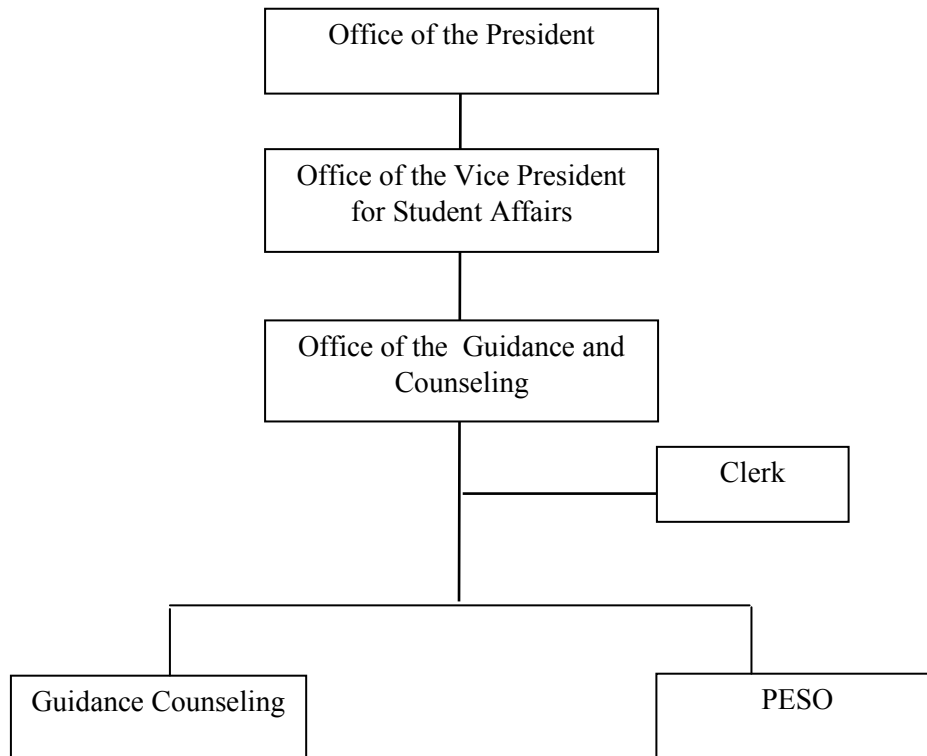 Office of the President
Office of the Vice President
for Student Affairs
Office of the  Guidance and
Counseling
Clerk
Guidance Counseling
PESO